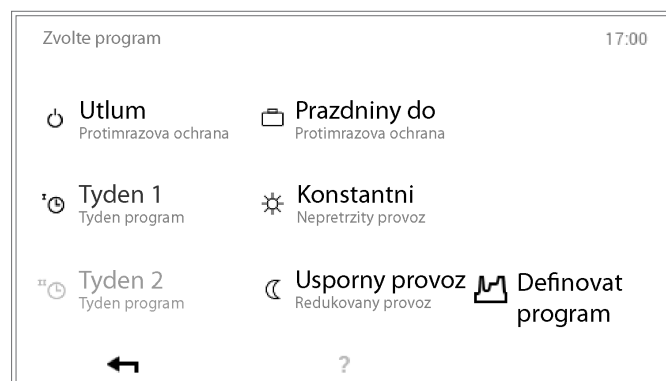 Zvolte program 17:00
Utlum Prazdniny do
Protimrazova ochrana Protimrazova ochrana
I Tyden 1 Konstantni
Tyden program Nepretrzity provoz
II Tyden 2 Usporny provoz Definovat
Tyden program Redukovany provoz program
?